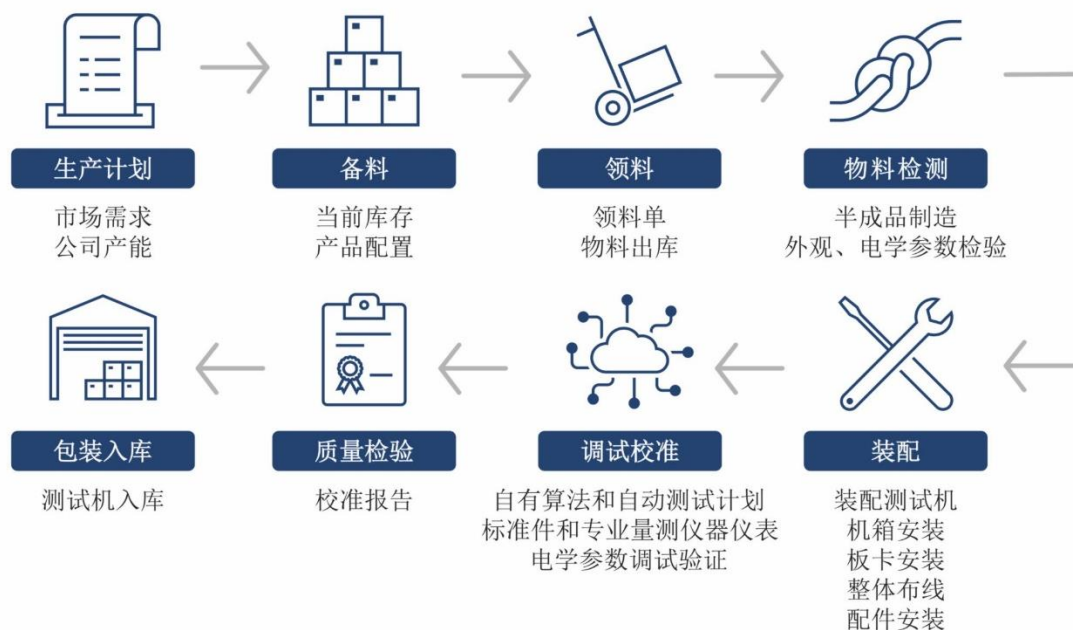 生产计划
市场需求
公司产能
备料
当前库存
产品配置
领料
领料单
物料出库
物料检测
半成品制造
外观、电学参数检验
装配
装配测试机
机箱安装
板卡安装
整体布线
配件安装
调试校准
自有算法和自动测试计划
标准件和专业量测仪器仪表
电学参数调试验证
质量检验
校准报告
包装入库
测试机入库